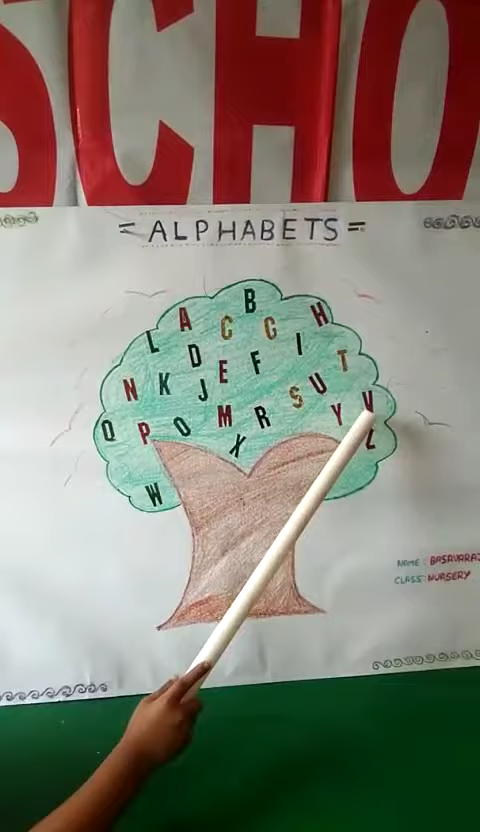 SCHO
= ALPHABETS =
B
A C G H
L D E F I T
N K J S U V
Q P O M R Y Z
X
W
NAME : BASAVARAJ
CLASS : NURSERY